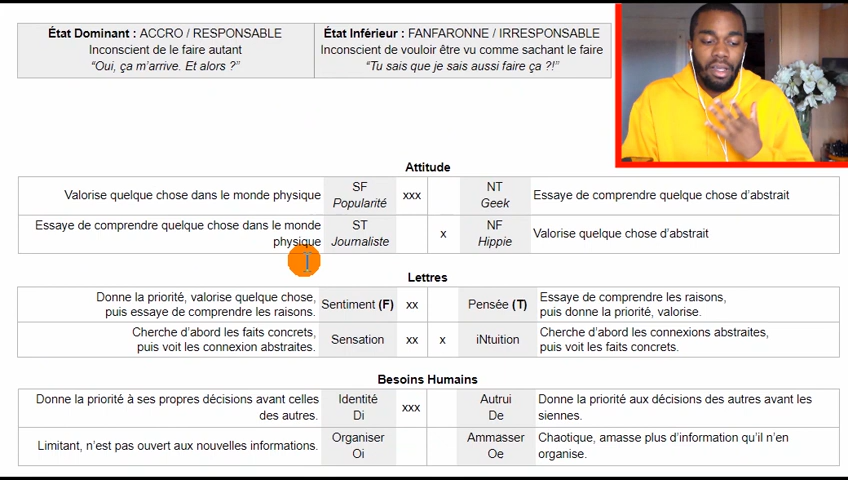 État Dominant : ACCRO / RESPONSABLE
Inconscient de le faire autant
“Oui, ça m’arrive. Et alors ?”
État Inférieur : FANFARONNE / IRRESPONSABLE
Inconscient de vouloir être vu comme sachant le faire
“Tu sais que je sais aussi faire ça ?!”
Attitude
Valorise quelque chose dans le monde physique
SF
Popularité
xxx
NT
Geek
Essaye de comprendre quelque chose d’abstrait
Essaye de comprendre quelque chose dans le monde
physique
ST
Journaliste
x
NF
Hippie
Valorise quelque chose d’abstrait
Lettres
Donne la priorité, valorise quelque chose,
puis essaye de comprendre les raisons.
Sentiment (F)
xx
Pensée (T)
Essaye de comprendre les raisons,
puis donne la priorité, valorise.
Cherche d’abord les faits concrets,
puis voit les connexion abstraites.
Sensation
xx
x
iNtuition
Cherche d’abord les connexions abstraites,
puis voit les faits concrets.
Besoins Humains
Donne la priorité à ses propres décisions avant celles
des autres.
Identité
Di
xxx
Autrui
De
Donne la priorité aux décisions des autres avant les
siennes.
Limitant, n’est pas ouvert aux nouvelles informations.
Organiser
Oi
Ammasser
Oe
Chaotique, amasse plus d’information qu’il n’en
organise.